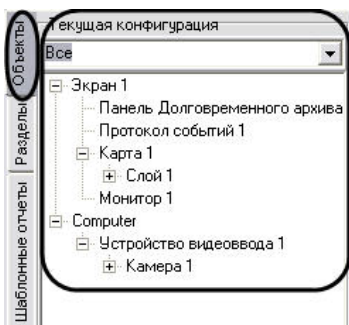 Текущая конфигурация
Объекты
Все
Экран 1
Панель Долговременного архива
Протокол событий 1
Карта 1
Слой 1
Монитор 1
Computer
Устройство видеоввода 1
Камера 1
Разделы
Шаблонные отчеты